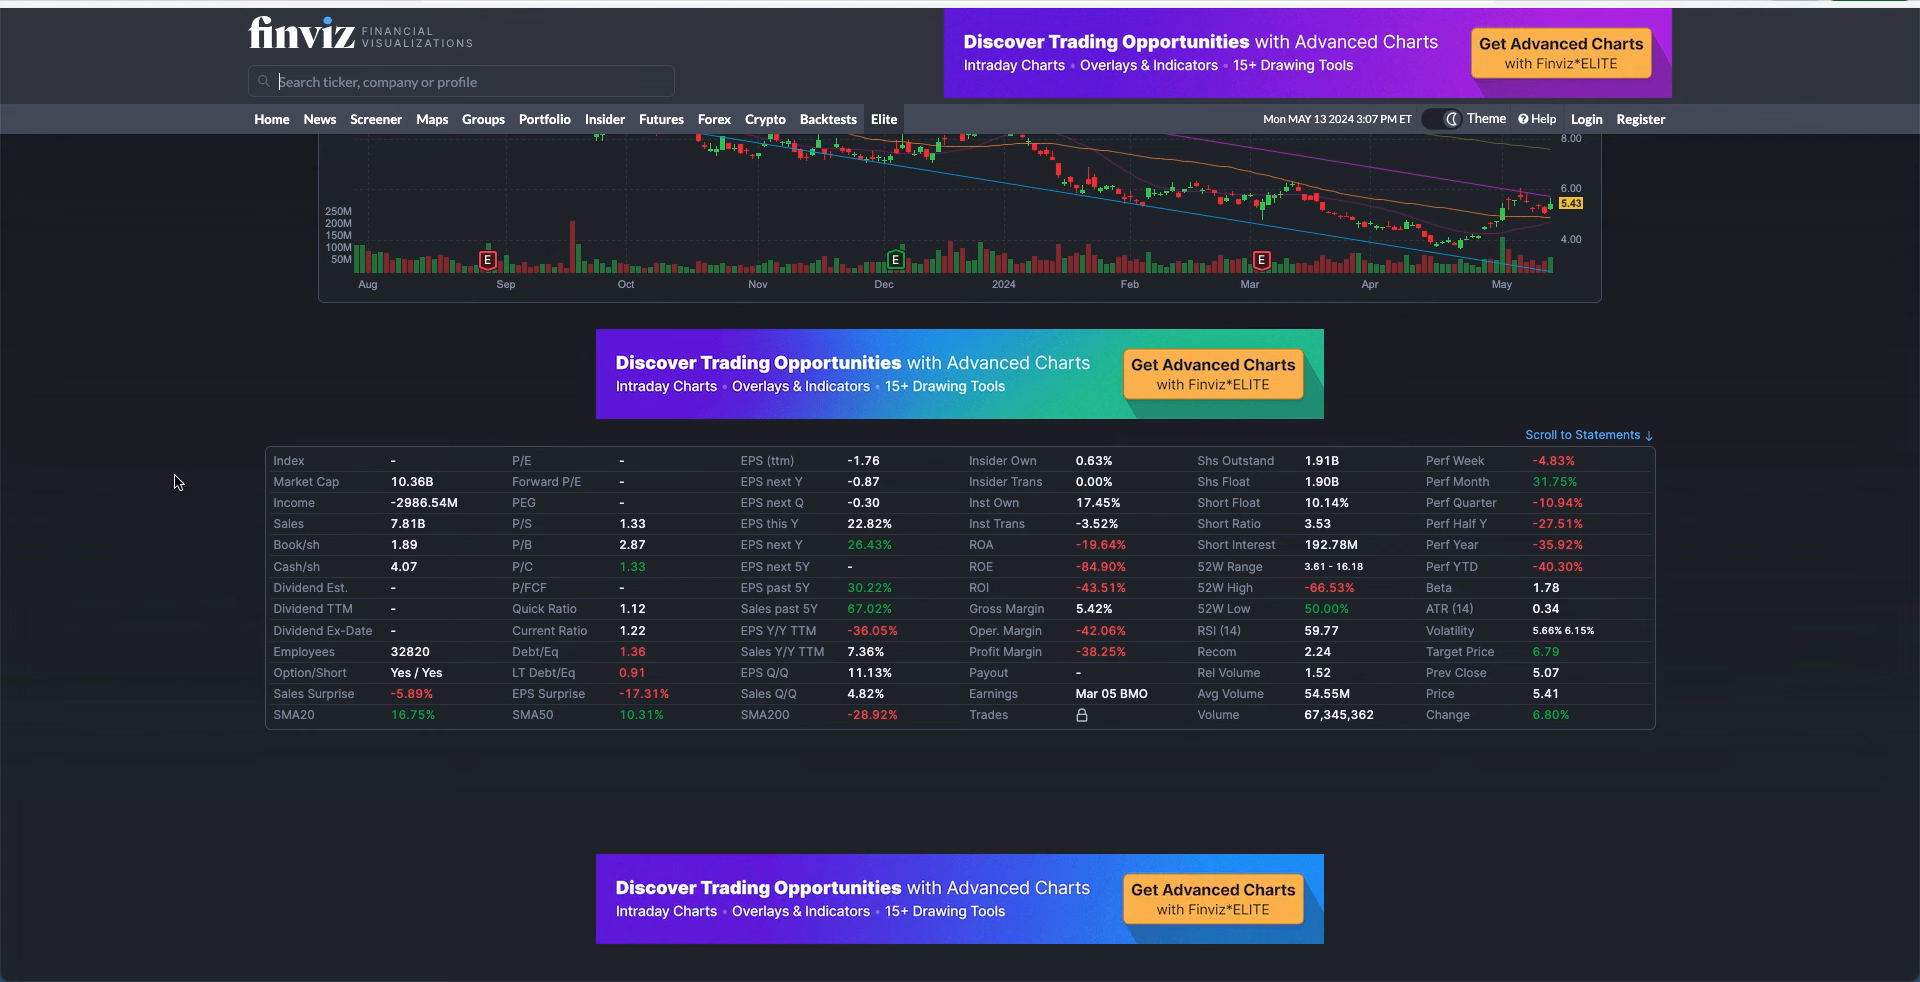 finviz FINANCIAL VISUALIZATIONS
Discover Trading Opportunities with Advanced Charts
Intraday Charts • Overlays & Indicators • 15+ Drawing Tools
Get Advanced Charts
with Finviz*ELITE
Search ticker, company or profile
Home News Screener Maps Groups Portfolio Insider Futures Forex Crypto Backtests Elite Mon MAY 13 2024 3:07 PM ET Theme Help Login Register
8.00
6.00
5.43
4.00
250M
200M
150M
100M
50M
E E E
Aug Sep Oct Nov Dec 2024 Feb Mar Apr May
Discover Trading Opportunities with Advanced Charts
Intraday Charts • Overlays & Indicators • 15+ Drawing Tools
Get Advanced Charts
with Finviz*ELITE
Scroll to Statements ↓
Index - P/E - EPS (ttm) -1.76 Insider Own 0.63% Shs Outstand 1.91B Perf Week -4.83%
Market Cap 10.36B Forward P/E - EPS next Y -0.87 Insider Trans 0.00% Shs Float 1.90B Perf Month 31.75%
Income -2986.54M PEG - EPS next Q -0.30 Inst Own 17.45% Short Float 10.14% Perf Quarter -10.94%
Sales 7.81B P/S 1.33 EPS this Y 22.82% Inst Trans -3.52% Short Ratio 3.53 Perf Half Y -27.51%
Book/sh 1.89 P/B 2.87 EPS next Y 26.43% ROA -19.64% Short Interest 192.78M Perf Year -35.92%
Cash/sh 4.07 P/C 1.33 EPS next 5Y - ROE -84.90% 52W Range 3.61 - 16.18 Perf YTD -40.30%
Dividend Est. - P/FCF - EPS past 5Y 30.22% ROI -43.51% 52W High -66.53% Beta 1.78
Dividend TTM - Quick Ratio 1.12 Sales past 5Y 67.02% Gross Margin 5.42% 52W Low 50.00% ATR (14) 0.34
Dividend Ex-Date - Current Ratio 1.22 EPS Y/Y TTM -36.05% Oper. Margin -42.06% RSI (14) 59.77 Volatility 5.66% 6.15%
Employees 32820 Debt/Eq 1.36 Sales Y/Y TTM 7.36% Profit Margin -38.25% Recom 2.24 Target Price 6.79
Option/Short Yes / Yes LT Debt/Eq 0.91 EPS Q/Q 11.13% Payout - Rel Volume 1.52 Prev Close 5.07
Sales Surprise -5.89% EPS Surprise -17.31% Sales Q/Q 4.82% Earnings Mar 05 BMO Avg Volume 54.55M Price 5.41
SMA20 16.75% SMA50 10.31% SMA200 -28.92% Trades Volume 67,345,362 Change 6.80%
Discover Trading Opportunities with Advanced Charts
Intraday Charts • Overlays & Indicators • 15+ Drawing Tools
Get Advanced Charts
with Finviz*ELITE